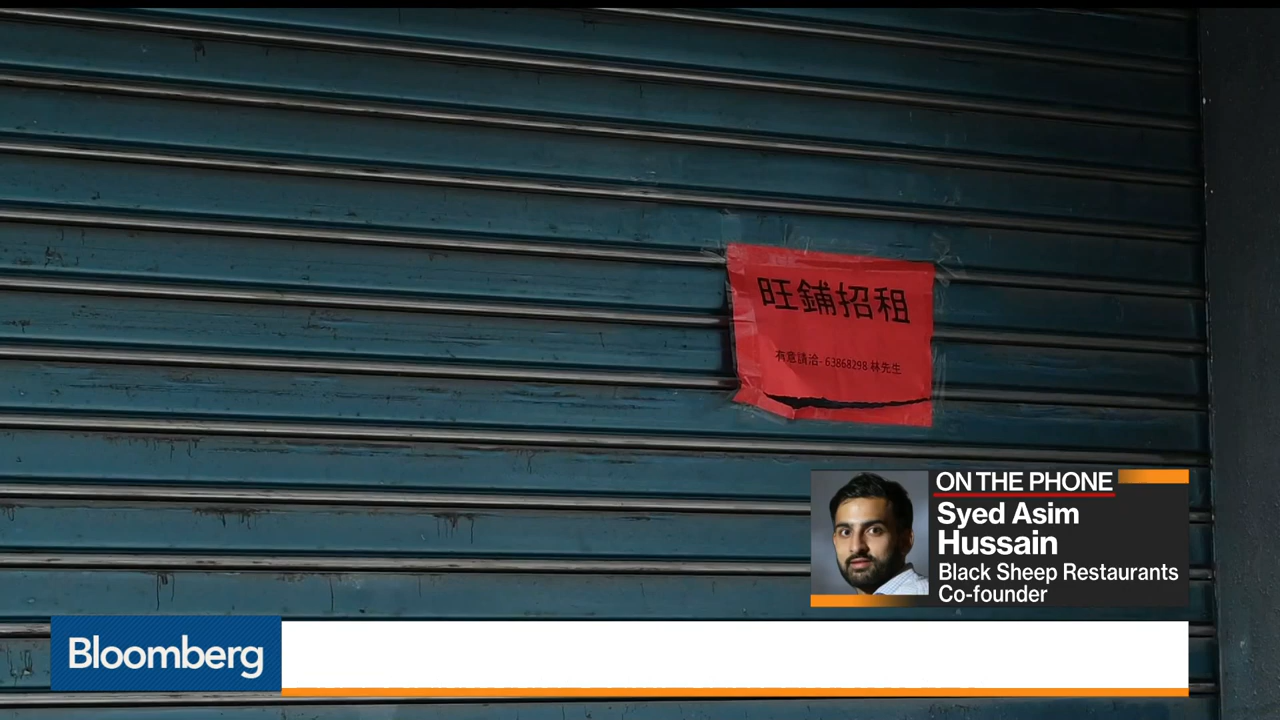 旺鋪招租
有意請洽- 63868298 林先生
ON THE PHONE
Syed Asim
Hussain
Black Sheep Restaurants
Co-founder
Bloomberg